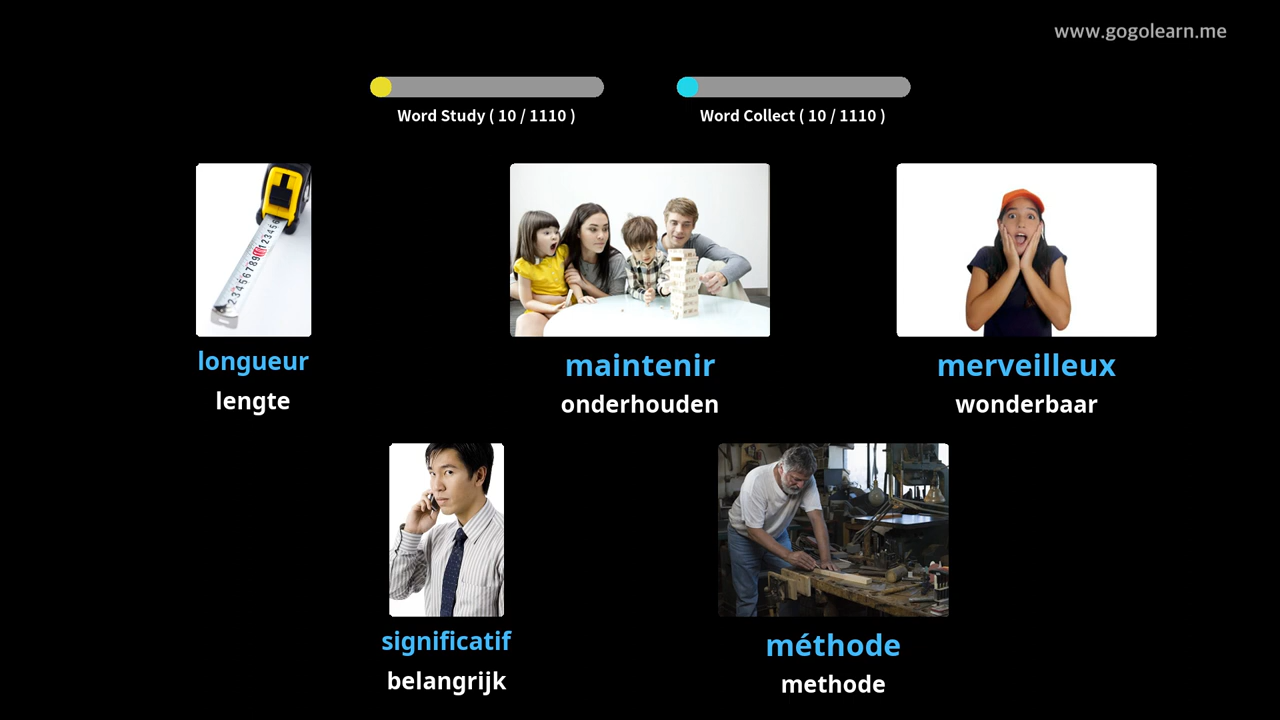 www.gogolearn.me
Word Study ( 10 / 1110 )
Word Collect ( 10 / 1110 )
longueur
lengte
maintenir
onderhouden
merveilleux
wonderbaar
significatif
belangrijk
méthode
methode